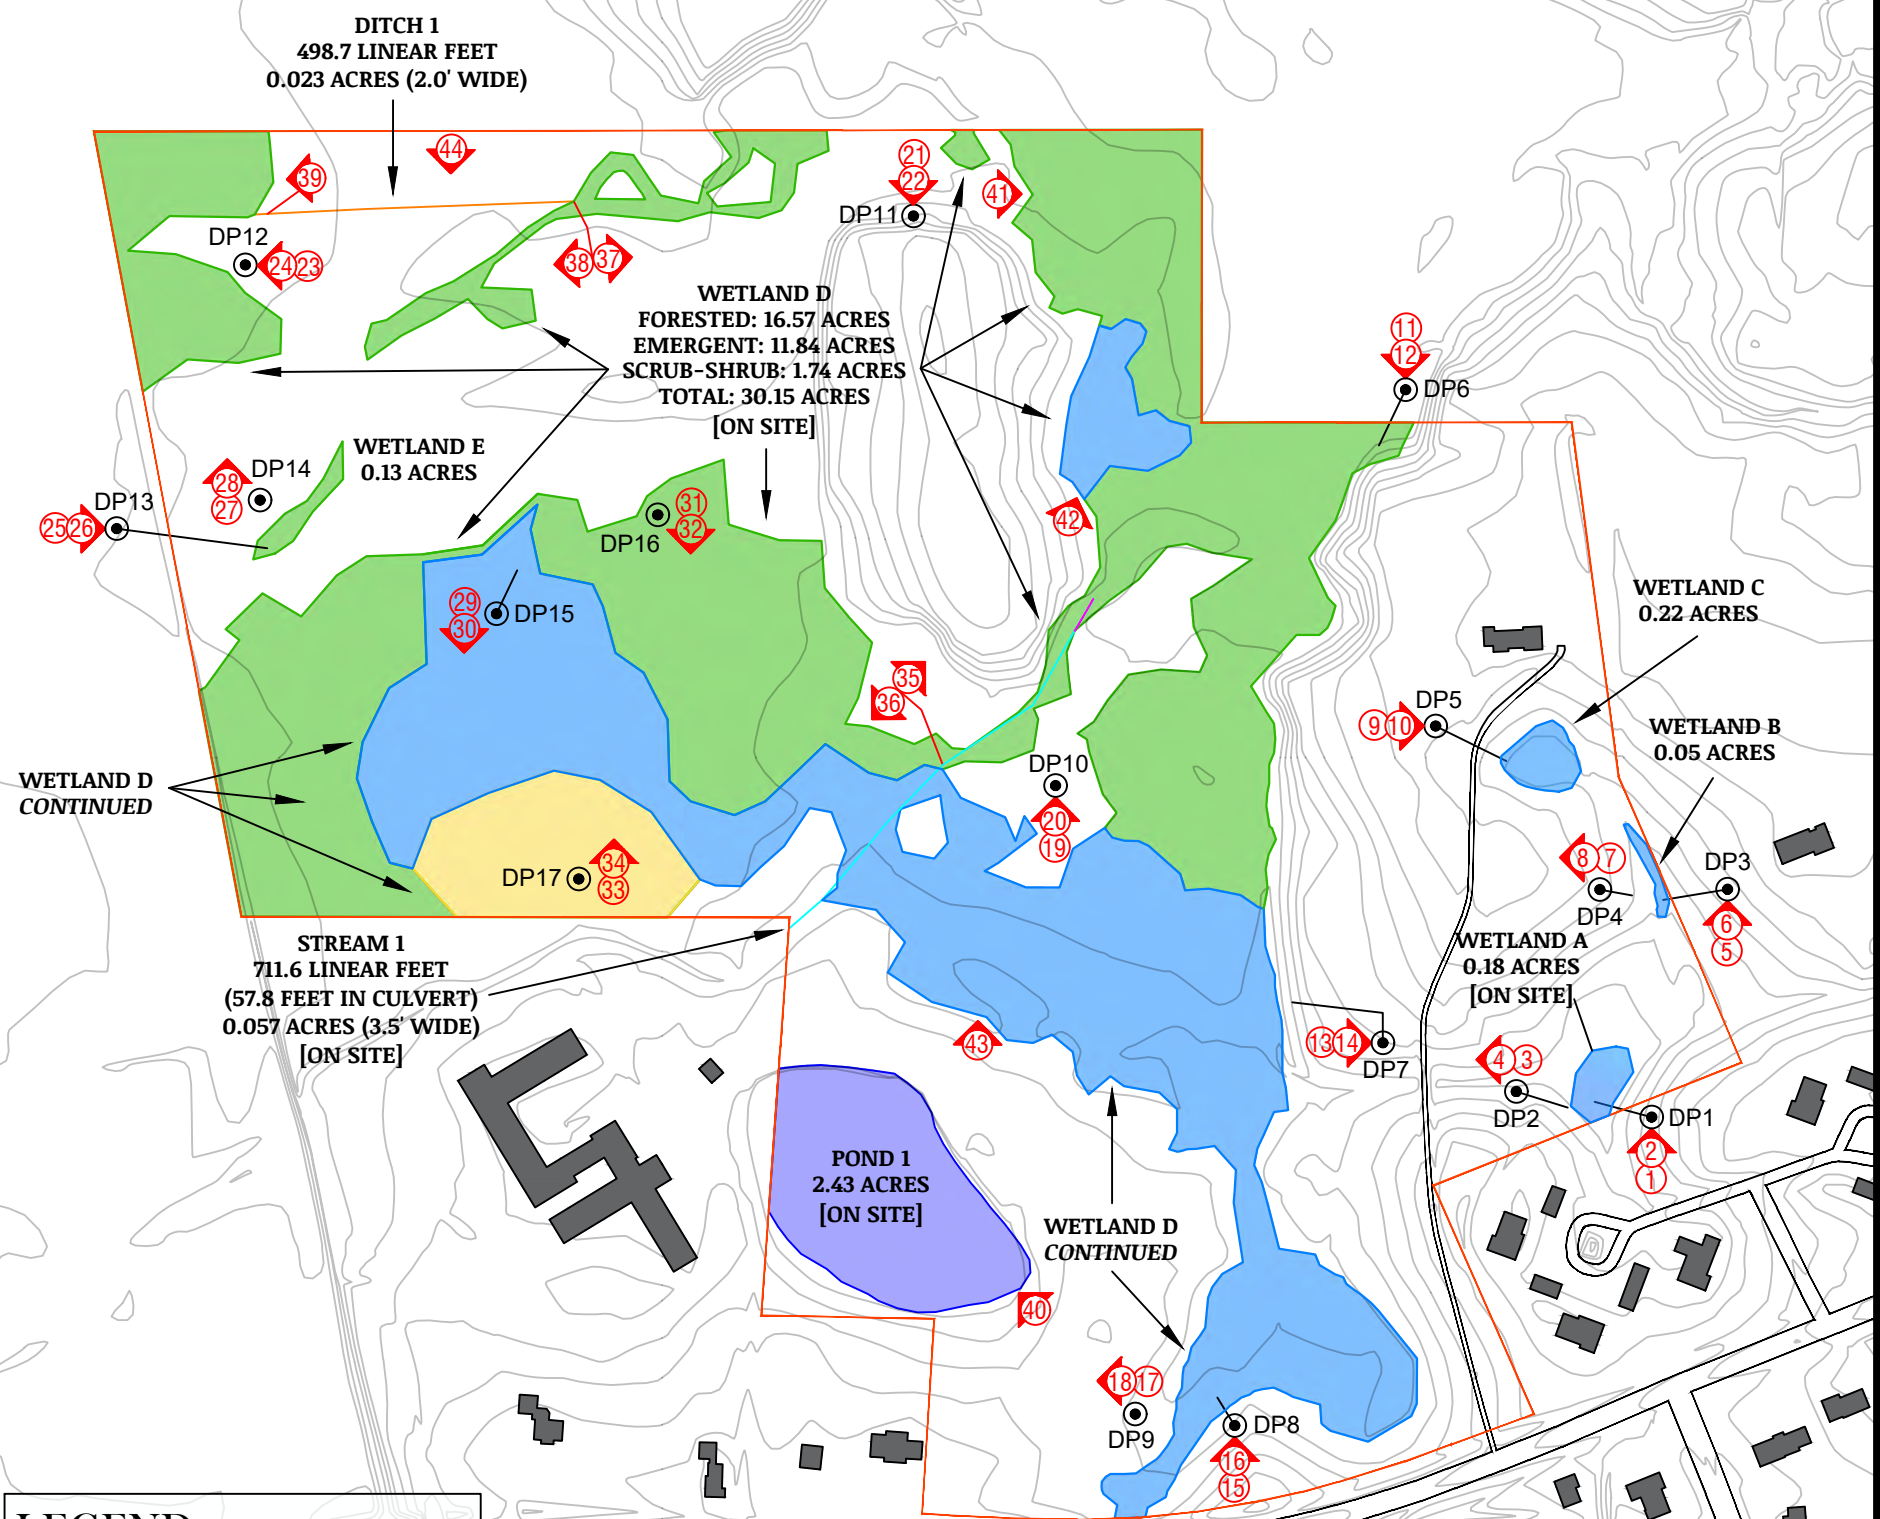 DITCH 1
498.7 LINEAR FEET
0.023 ACRES (2.0' WIDE)
44
39
21
22
41
DP11
DP12
24 23
38 37
WETLAND D
FORESTED: 16.57 ACRES
EMERGENT: 11.84 ACRES
SCRUB-SHRUB: 1.74 ACRES
TOTAL: 30.15 ACRES
[ON SITE]
11
12
DP6
WETLAND E
0.13 ACRES
DP14
28
27
DP13
25 26
31
32
DP16
42
29
30
DP15
WETLAND C
0.22 ACRES
35
36
DP5
9 10
WETLAND B
0.05 ACRES
WETLAND D
CONTINUED
DP10
20
19
8 7
DP4
DP3
6
5
DP17
34
33
STREAM 1
711.6 LINEAR FEET
(57.8 FEET IN CULVERT)
0.057 ACRES (3.5' WIDE)
[ON SITE]
WETLAND A
0.18 ACRES
[ON SITE]
43
13 14
DP7
4 3
DP2
DP1
2
1
POND 1
2.43 ACRES
[ON SITE]
WETLAND D
CONTINUED
40
18 17
DP9
DP8
16
15
LEGEND